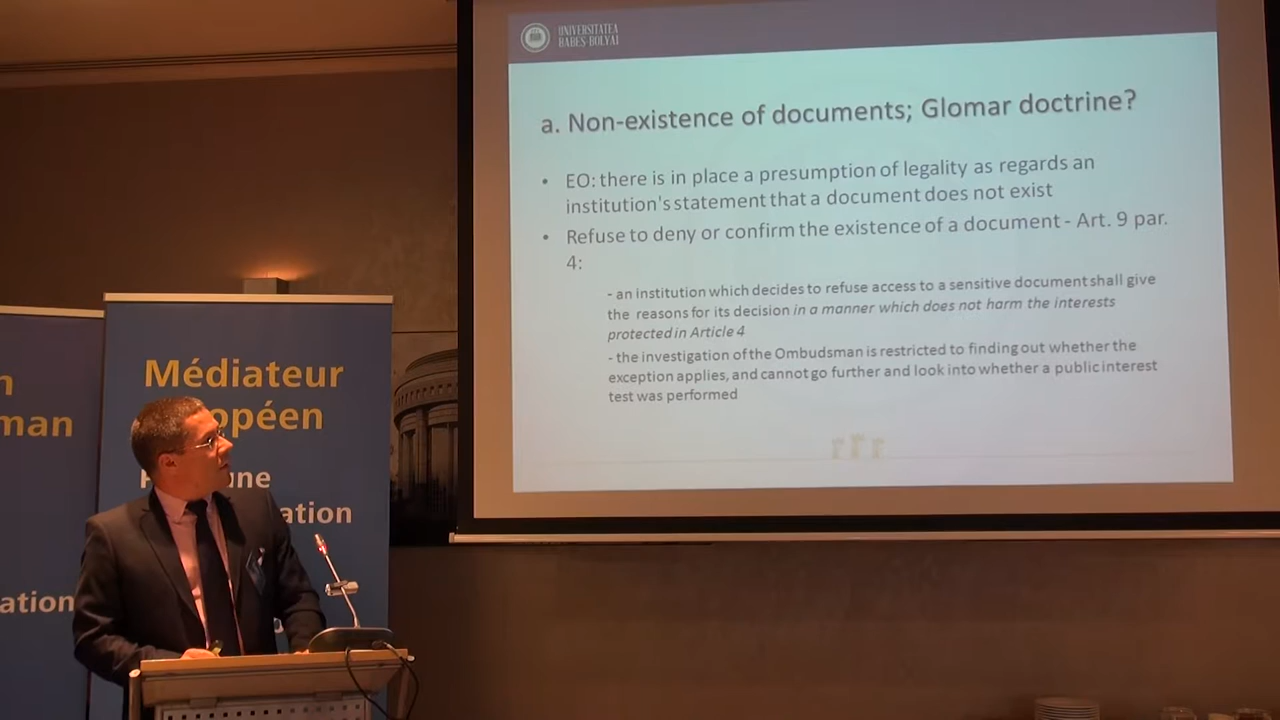 UNIVERSITATEA
BABEȘ-BOLYAI
a. Non-existence of documents; Glomar doctrine?
• EO: there is in place a presumption of legality as regards an
institution's statement that a document does not exist
• Refuse to deny or confirm the existence of a document - Art. 9 par.
4:
- an institution which decides to refuse access to a sensitive document shall give
the reasons for its decision in a manner which does not harm the interests
protected in Article 4
- the investigation of the Ombudsman is restricted to finding out whether the
exception applies, and cannot go further and look into whether a public interest
test was performed
n
man
ation
Médiateur
opéen
une
ation